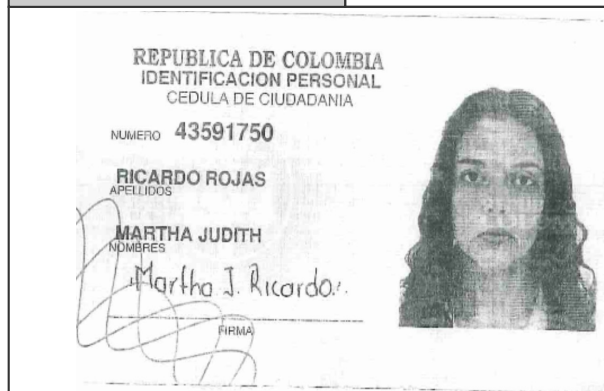 REPUBLICA DE COLOMBIA
IDENTIFICACION PERSONAL
CEDULA DE CIUDADANIA
NUMERO 43591750
RICARDO ROJAS
APELLIDOS
MARTHA JUDITH
NOMBRES
Martha J. Ricardo.
FIRMA